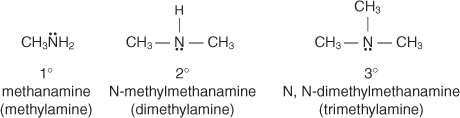 H
CH3
CH3NH2
CH3 — N — CH3
CH3 — N — CH3
1°
2°
3°
methanamine
N-methylmethanamine
N, N-dimethylmethanamine
(methylamine)
(dimethylamine)
(trimethylamine)